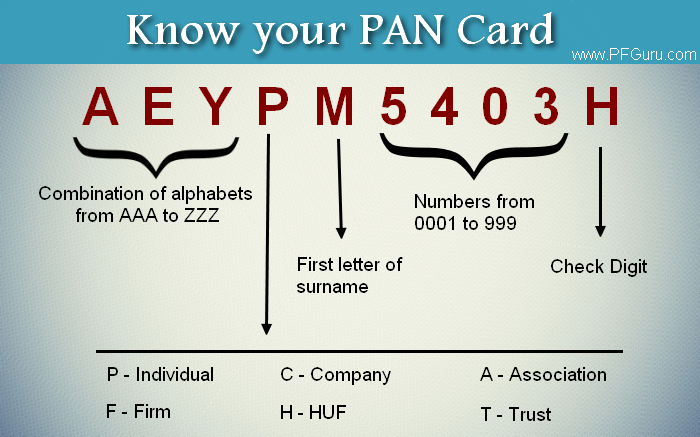 Know your PAN Card
www.PFGuru.com
A E Y P M 5 4 0 3 H
Combination of alphabets
from AAA to ZZZ
Numbers from
0001 to 999
First letter of
surname
Check Digit
P - Individual C - Company A - Association
F - Firm H - HUF T - Trust